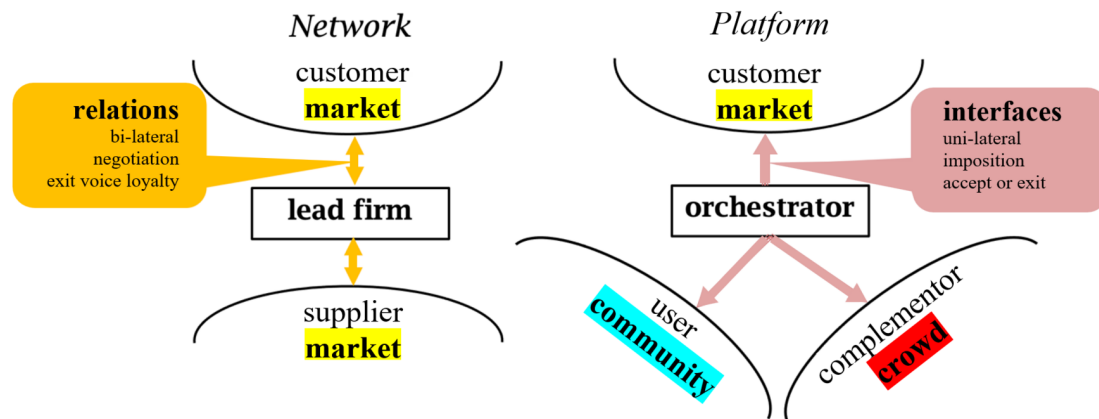 Network
customer
market
relations
bi-lateral
negotiation
exit voice loyalty
lead firm
supplier
market
Platform
customer
market
interfaces
uni-lateral
imposition
accept or exit
orchestrator
user
community
complementor
crowd